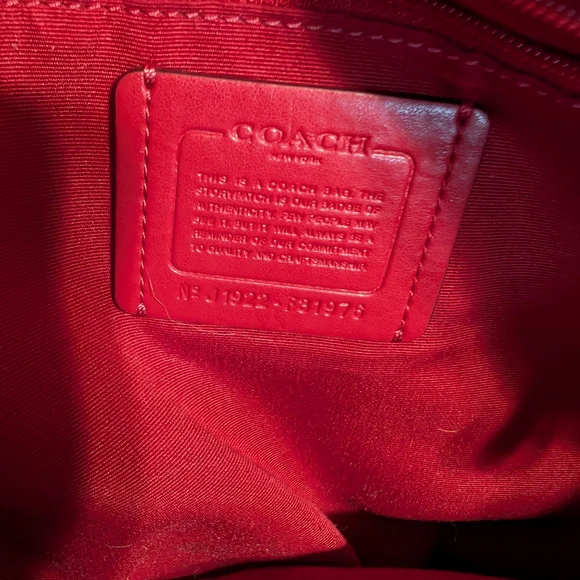 COACH
NEW YORK
THIS IS A COACH BAG. THE
STORYPATCH IS OUR BADGE OF
AUTHENTICITY. FEW PEOPLE MAY
SEE IT, BUT IT WILL ALWAYS BE A
REMINDER OF OUR COMMITMENT
TO QUALITY AND CRAFTSMANSHIP.
Nº J1922-F31976